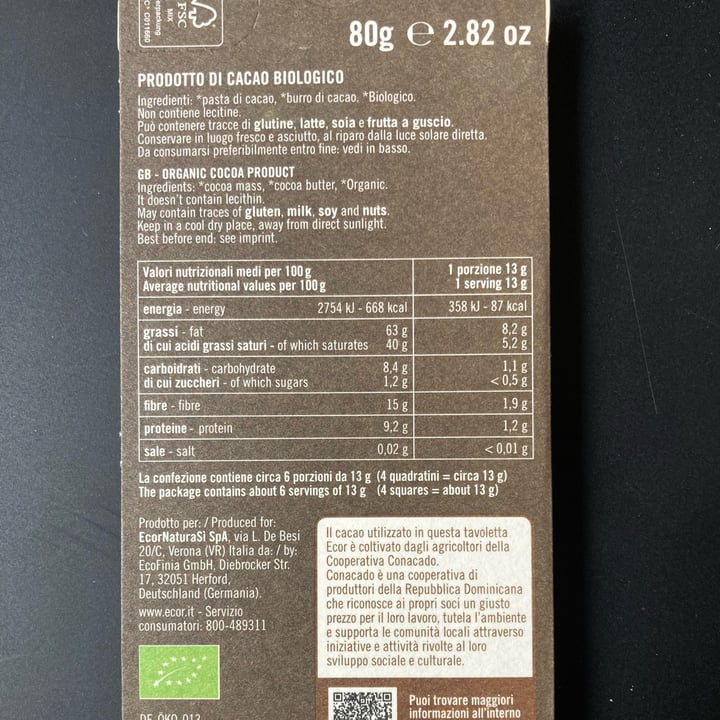 FSC
MIX
C011660
80g ℮ 2.82 oz
PRODOTTO DI CACAO BIOLOGICO
Ingredienti: *pasta di cacao, *burro di cacao. *Biologico.
Non contiene lecitine.
Può contenere tracce di glutine, latte, soia e frutta a guscio.
Conservare in luogo fresco e asciutto, al riparo dalla luce solare diretta.
Da consumarsi preferibilmente entro fine: vedi in basso.
GB - ORGANIC COCOA PRODUCT
Ingredients: *cocoa mass, *cocoa butter, *Organic.
It doesn't contain lecithin.
May contain traces of gluten, milk, soy and nuts.
Keep in a cool dry place, away from direct sunlight.
Best before end: see imprint.
Valori nutrizionali medi per 100 g 1 porzione 13 g
Average nutritional values per 100 g 1 serving 13 g
energia - energy 2754 kJ - 668 kcal 358 kJ - 87 kcal
grassi - fat 63 g 8,2 g
di cui acidi grassi saturi - of which saturates 40 g 5,2 g
carboidrati - carbohydrate 8,4 g 1,1 g
di cui zuccheri - of which sugars 1,2 g < 0,5 g
fibre - fibre 15 g 1,9 g
proteine - protein 9,2 g 1,2 g
sale - salt 0,02 g < 0,01 g
La confezione contiene circa 6 porzioni da 13 g (4 quadratini = circa 13 g)
The package contains about 6 servings of 13 g (4 squares = about 13 g)
Prodotto per: / Produced for:
EcorNaturaSì SpA, via L. De Besi
20/C, Verona (VR) Italia da: / by:
EcoFinia GmbH, Diebrocker Str.
17, 32051 Herford,
Deutschland (Germania).
www.ecor.it - Servizio
consumatori: 800-489311
DE-ÖKO-013
Il cacao utilizzato in questa tavoletta
Ecor è coltivato dagli agricoltori della
Cooperativa Conacado.
Conacado è una cooperativa di
produttori della Repubblica Dominicana
che riconosce ai propri soci un giusto
prezzo per il loro lavoro, tutela l'ambiente
e supporta le comunità locali attraverso
iniziative e attività rivolte al loro
sviluppo sociale e culturale.
Puoi trovare maggiori
informazioni all'interno